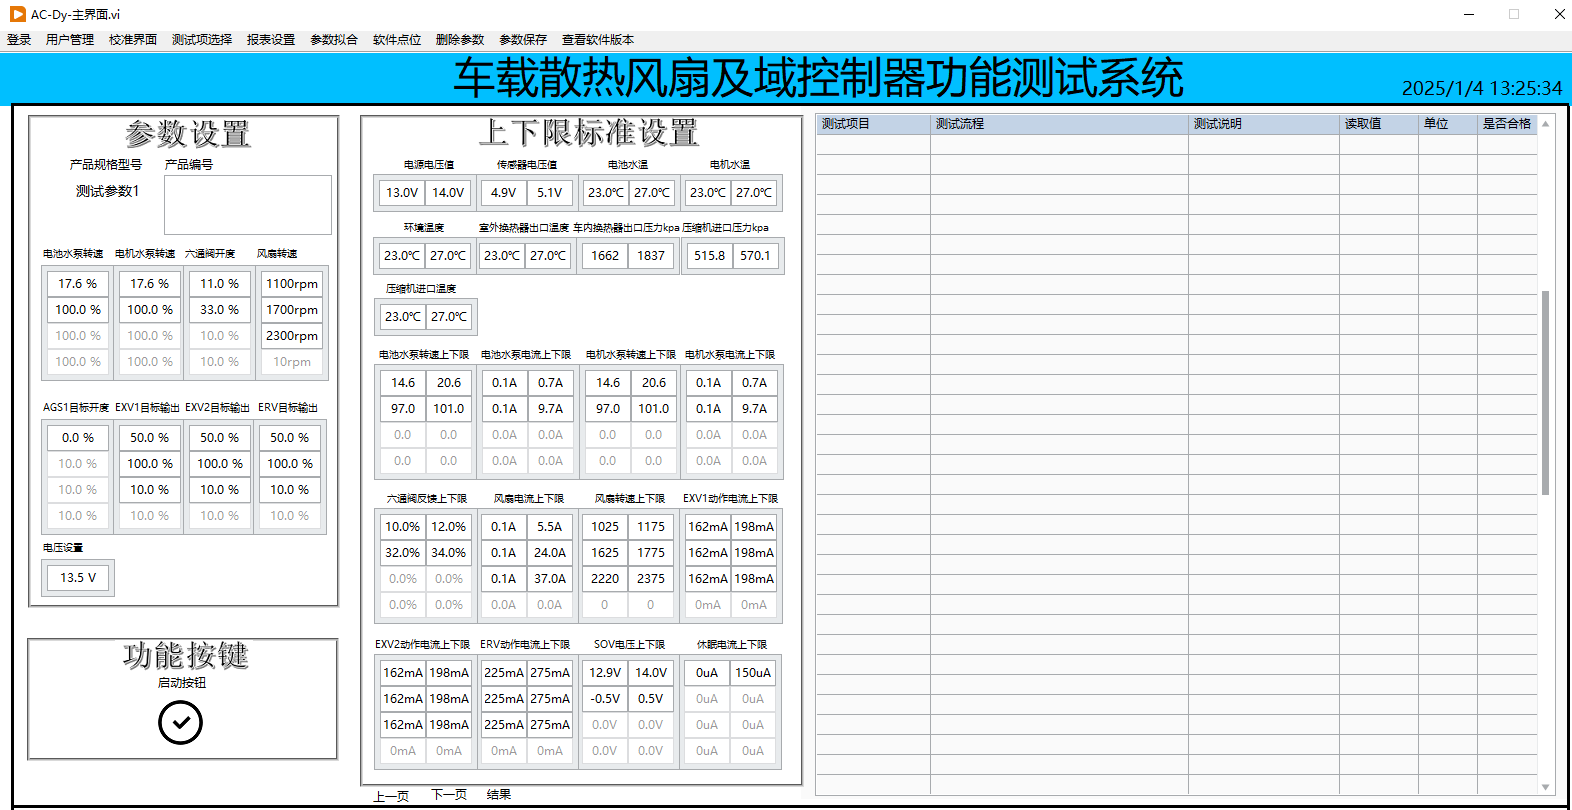 AC-Dy-主界面.vi
登录 用户管理 校准界面 测试项选择 报表设置 参数拟合 软件点位 删除参数 参数保存 查看软件版本
车载散热风扇及域控制器功能测试系统
2025/1/4 13:25:34
参数设置
产品规格型号 产品编号
测试参数1
电池水泵转速 电机水泵转速 六通阀开度 风扇转速
17.6 % 17.6 % 11.0 % 1100rpm
100.0 % 100.0 % 33.0 % 1700rpm
100.0 % 100.0 % 10.0 % 2300rpm
100.0 % 100.0 % 10.0 % 10rpm
AGS1目标开度 EXV1目标输出 EXV2目标输出 ERV目标输出
0.0 % 50.0 % 50.0 % 50.0 %
10.0 % 100.0 % 100.0 % 100.0 %
10.0 % 10.0 % 10.0 % 10.0 %
10.0 % 10.0 % 10.0 % 10.0 %
电压设置
13.5 V
功能按键
启动按钮
上下限标准设置
电源电压值 传感器电压值 电池水温 电机水温
13.0V 14.0V 4.9V 5.1V 23.0℃ 27.0℃ 23.0℃ 27.0℃
环境温度 室外换热器出口温度 车内换热器出口压力kpa 压缩机进口压力kpa
23.0℃ 27.0℃ 23.0℃ 27.0℃ 1662 1837 515.8 570.1
压缩机进口温度
23.0℃ 27.0℃
电池水泵转速上下限 电池水泵电流上下限 电机水泵转速上下限 电机水泵电流上下限
14.6 20.6 0.1A 0.7A 14.6 20.6 0.1A 0.7A
97.0 101.0 0.1A 9.7A 97.0 101.0 0.1A 9.7A
0.0 0.0 0.0A 0.0A 0.0 0.0 0.0A 0.0A
0.0 0.0 0.0A 0.0A 0.0 0.0 0.0A 0.0A
六通阀反馈上下限 风扇电流上下限 风扇转速上下限 EXV1动作电流上下限
10.0% 12.0% 0.1A 5.5A 1025 1175 162mA 198mA
32.0% 34.0% 0.1A 24.0A 1625 1775 162mA 198mA
0.0% 0.0% 0.1A 37.0A 2220 2375 162mA 198mA
0.0% 0.0% 0.0A 0.0A 0 0 0mA 0mA
EXV2动作电流上下限 ERV动作电流上下限 SOV电压上下限 休眠电流上下限
162mA 198mA 225mA 275mA 12.9V 14.0V 0uA 150uA
162mA 198mA 225mA 275mA -0.5V 0.5V 0uA 0uA
162mA 198mA 225mA 275mA 0.0V 0.0V 0uA 0uA
0mA 0mA 0mA 0mA 0.0V 0.0V 0uA 0uA
上一页 下一页 结果
测试项目 测试流程 测试说明 读取值 单位 是否合格